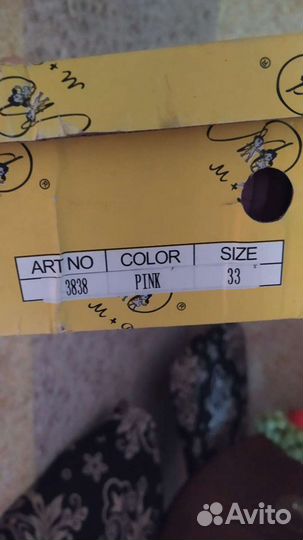 ®
W+
®
ART NO COLOR SIZE
3838 PINK 33
Avito